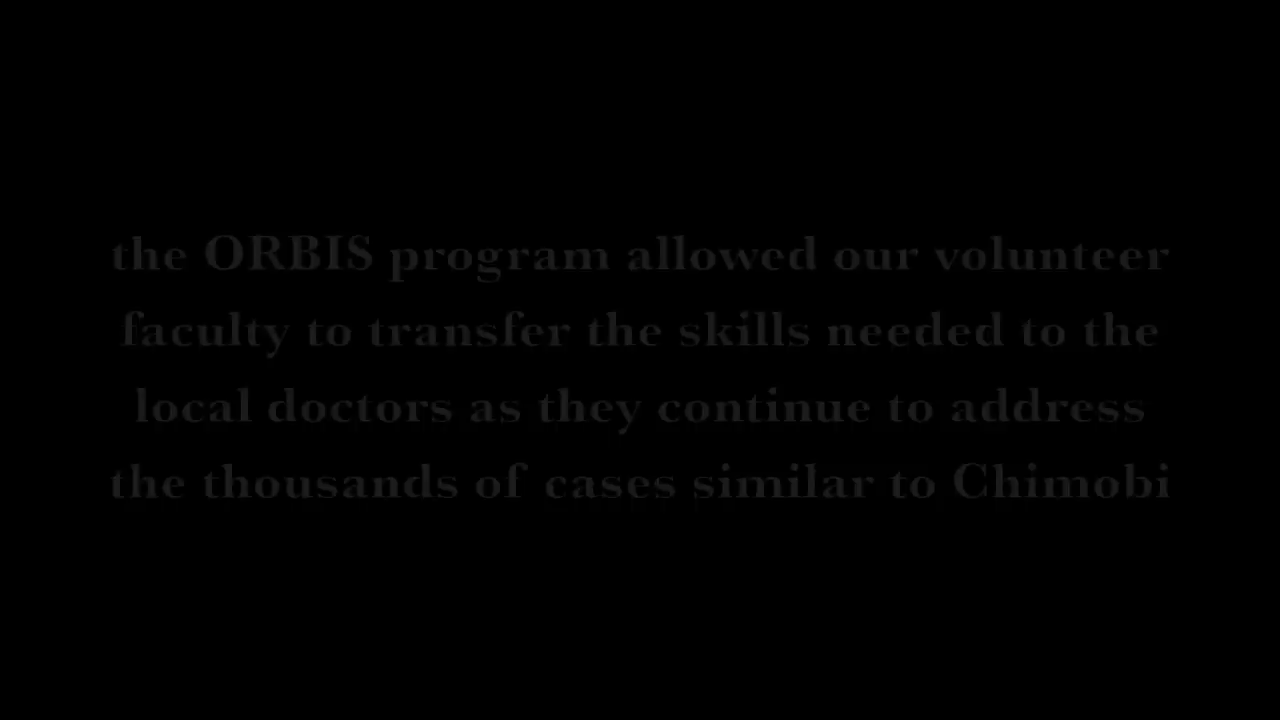 the ORBIS program allowed our volunteer
faculty to transfer the skills needed to the
local doctors as they continue to address
the thousands of cases similar to Chimobi